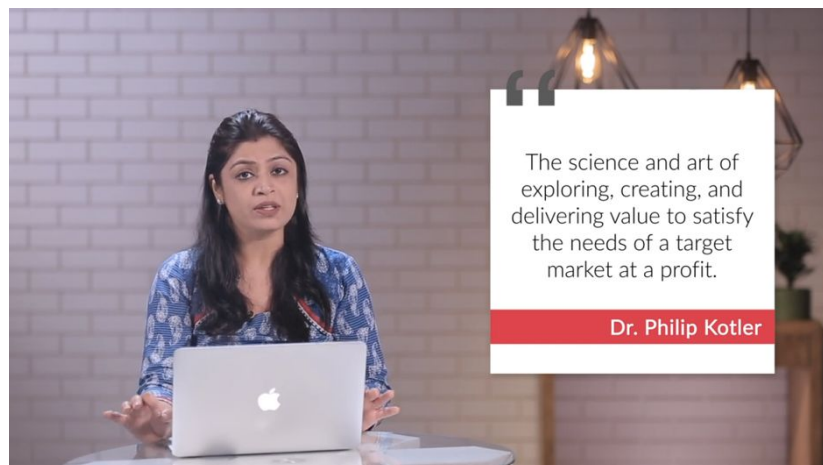 The science and art of
exploring, creating, and
delivering value to satisfy
the needs of a target
market at a profit.
Dr. Philip Kotler